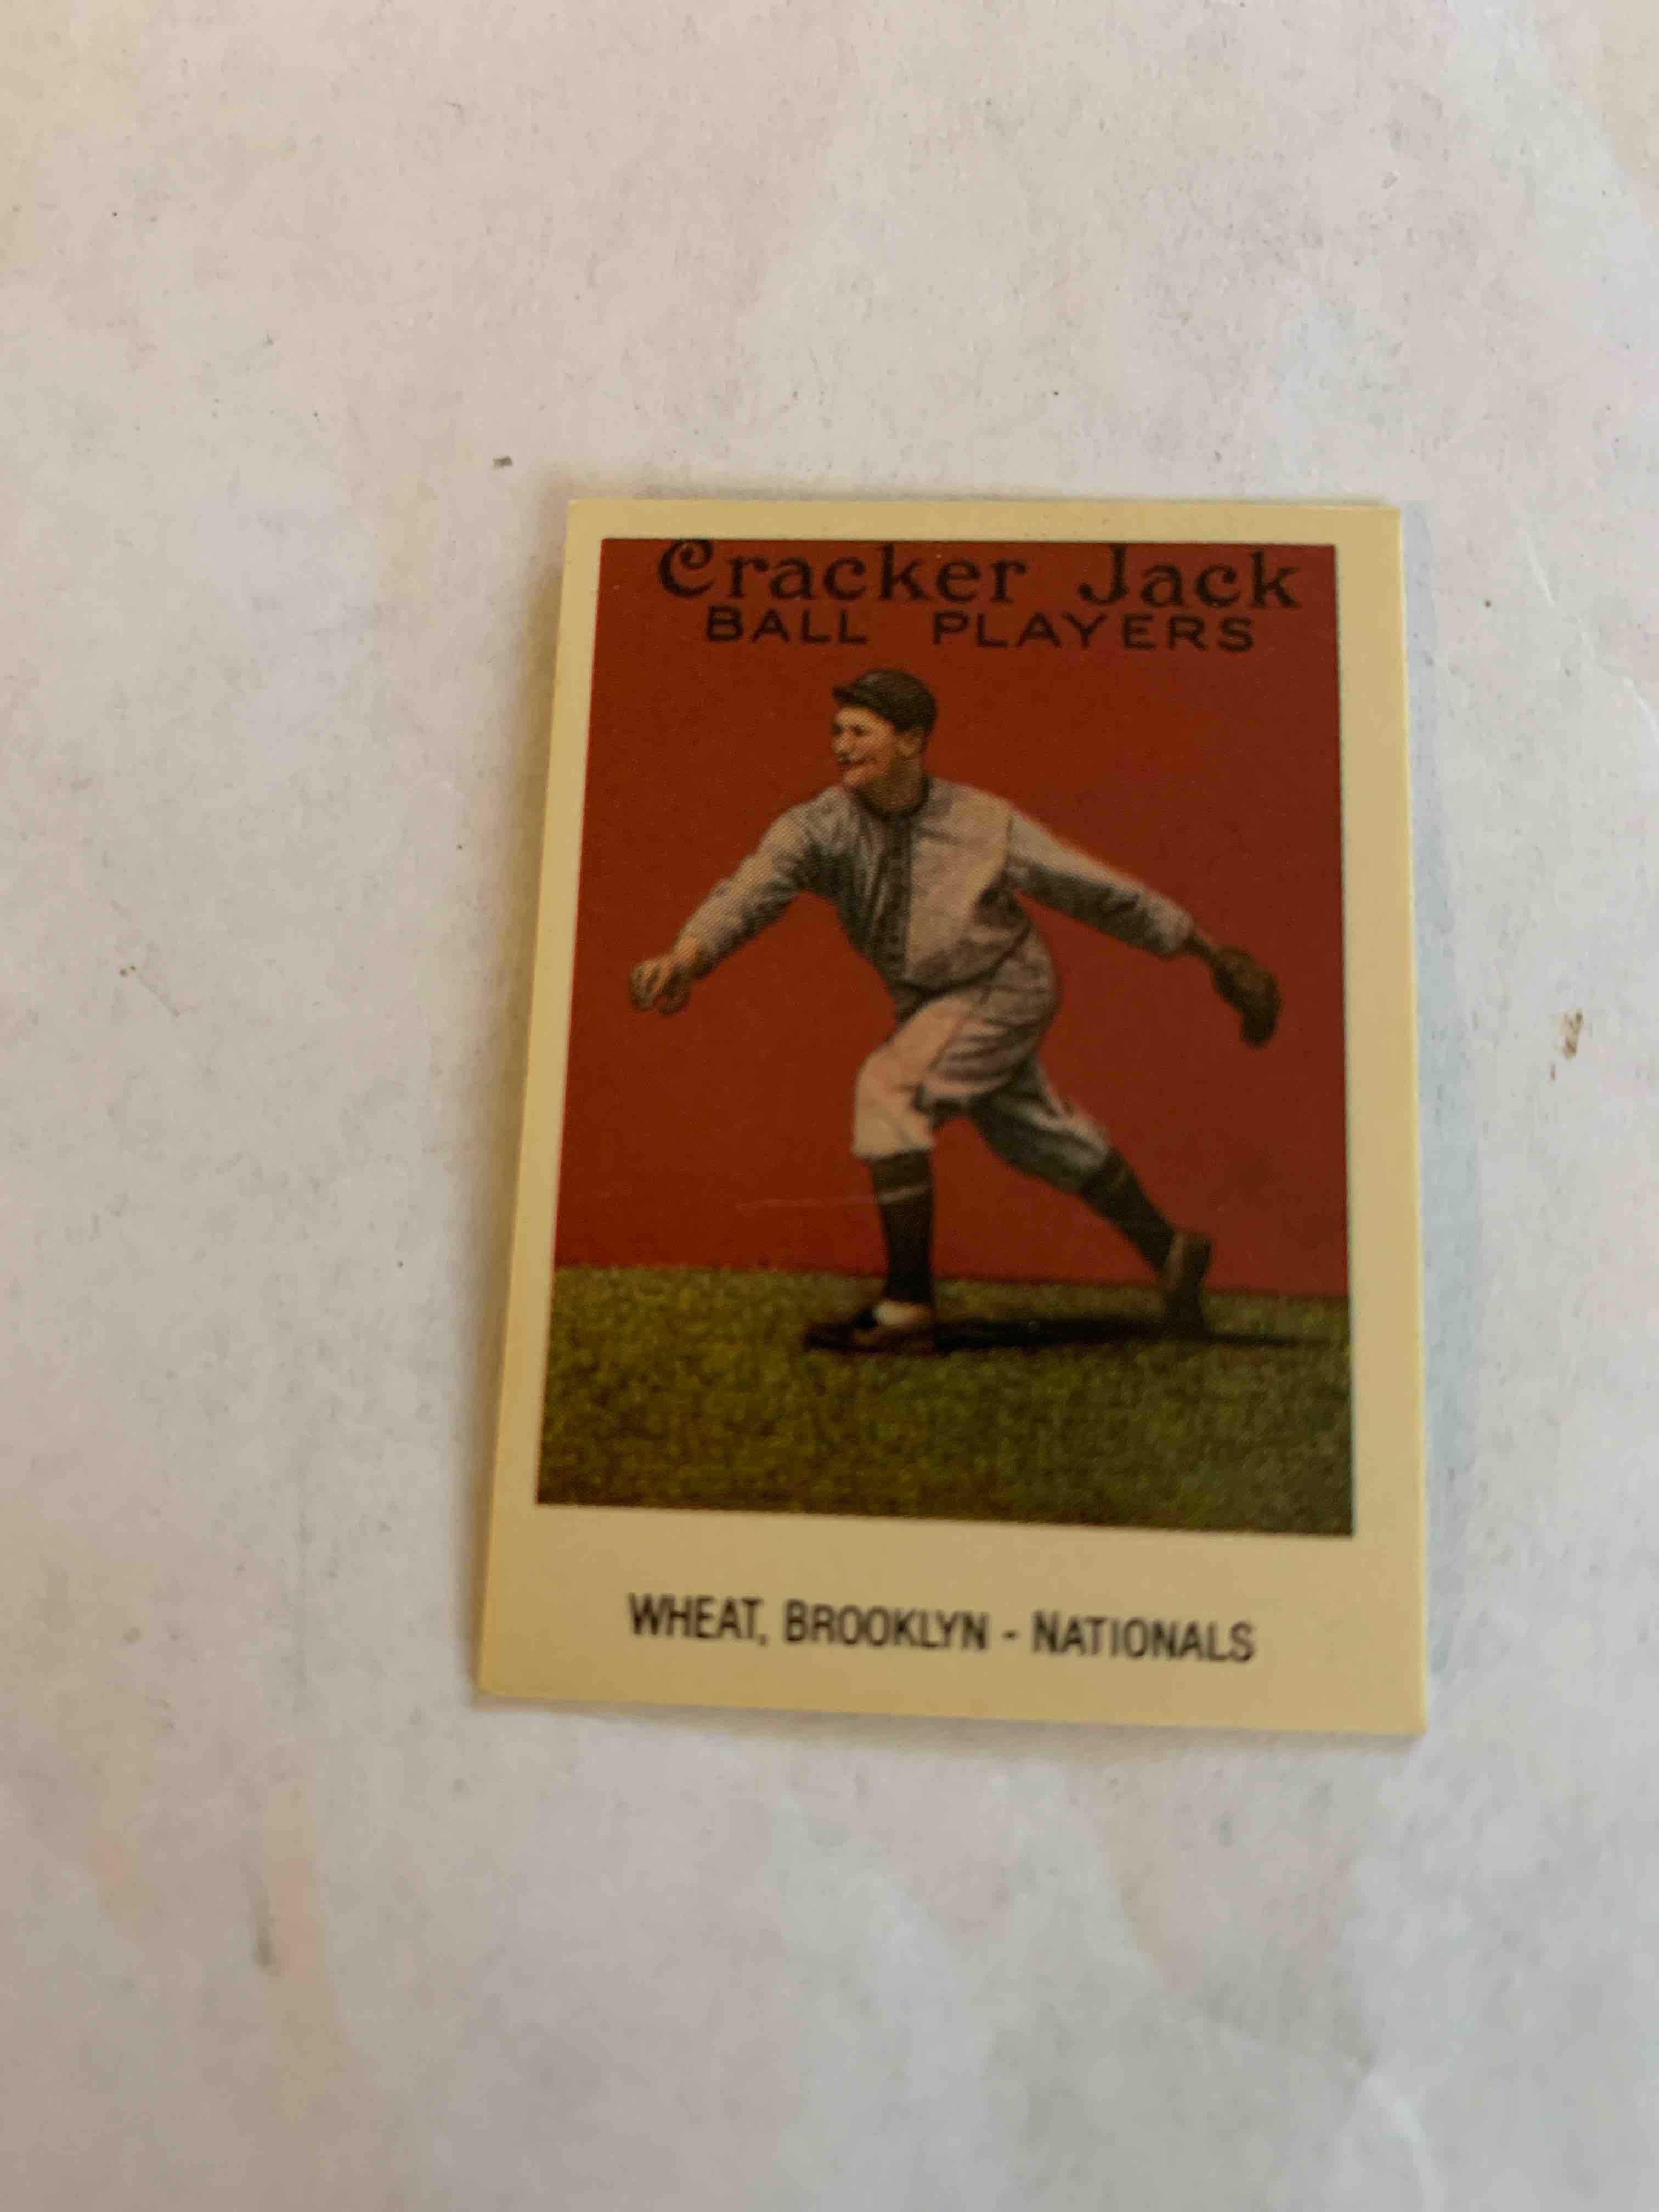 Cracker Jack
BALL PLAYERS
WHEAT, BROOKLYN - NATIONALS